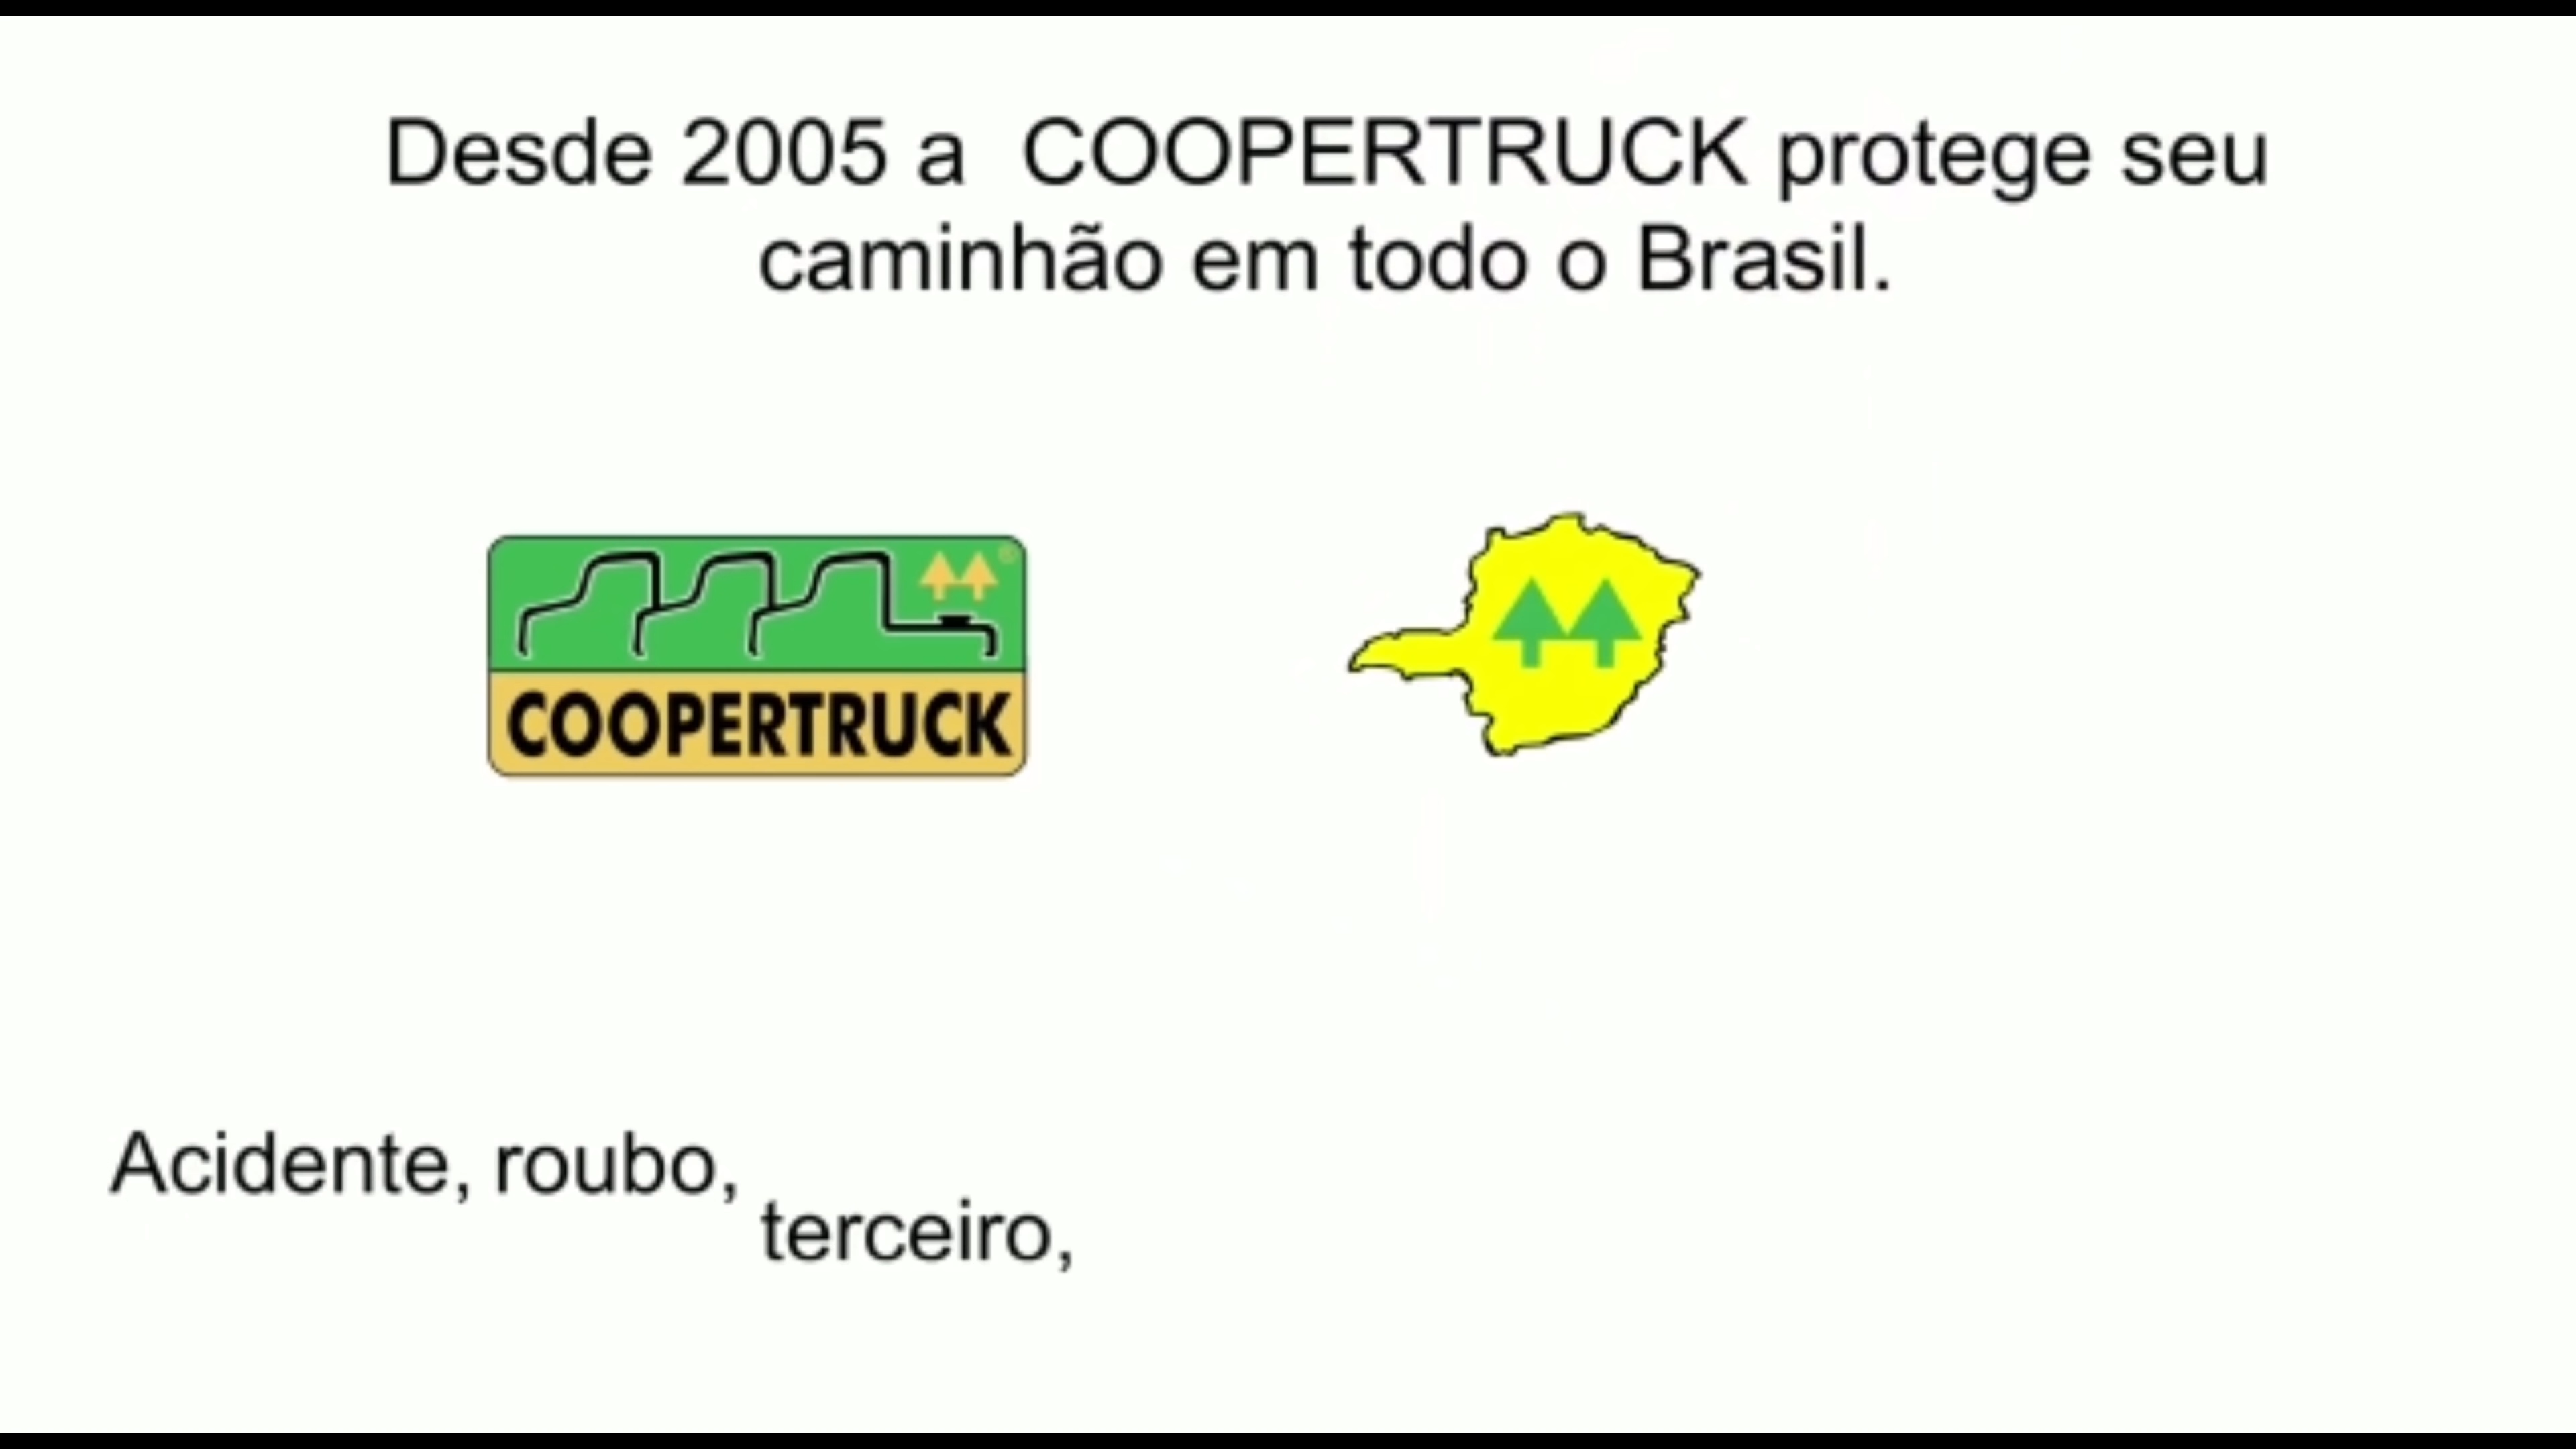 Desde 2005 a  COOPERTRUCK protege seu
caminhão em todo o Brasil.
COOPERTRUCK
Acidente, roubo,
terceiro,